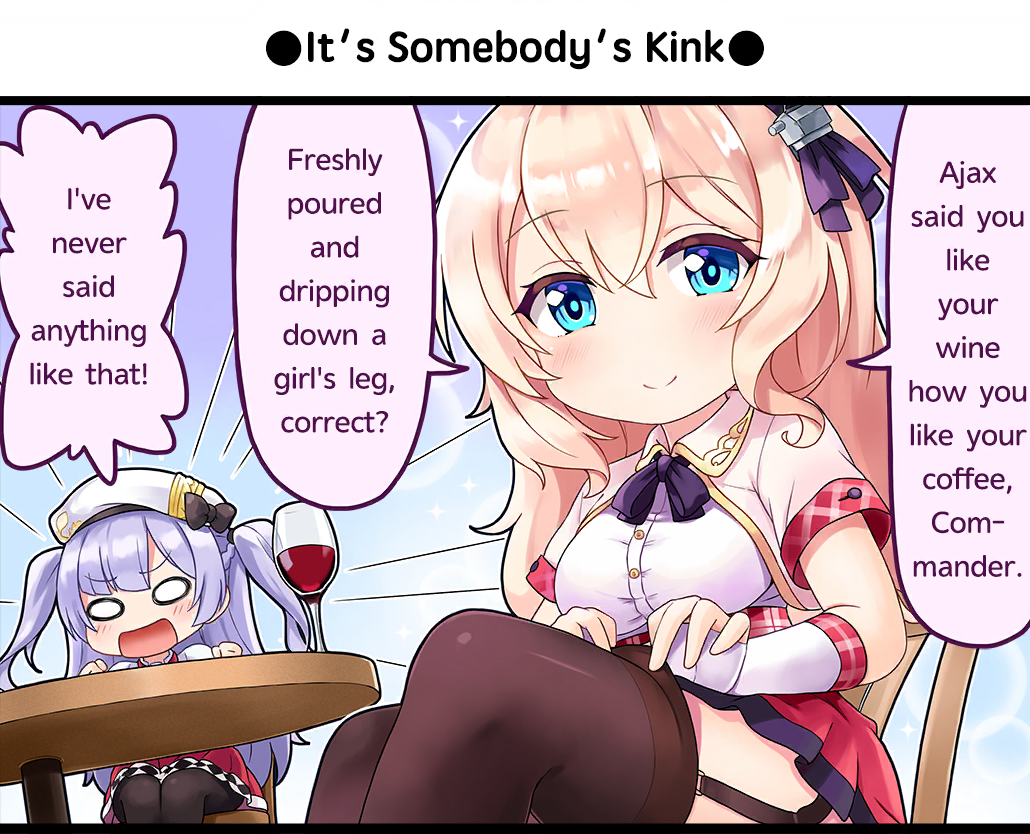 ●It's Somebody's Kink●
Ajax
said you
like
your
wine
how you
like your
coffee,
Com-
mander.
Freshly
poured
and
dripping
down a
girl's leg,
correct?
I've
never
said
anything
like that!